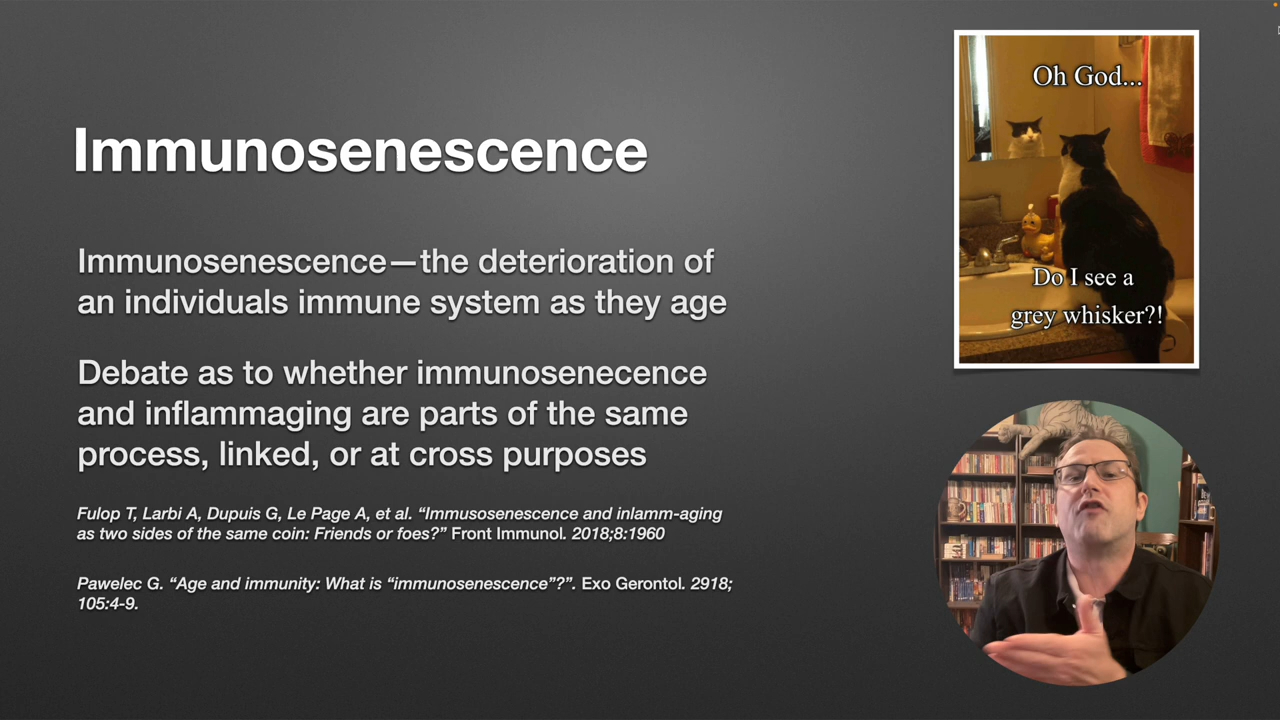 Immunosenescence
Immunosenescence—the deterioration of
an individuals immune system as they age
Debate as to whether immunosenecence
and inflammaging are parts of the same
process, linked, or at cross purposes
Fulop T, Larbi A, Dupuis G, Le Page A, et al. “Immusosenescence and inlamm-aging
as two sides of the same coin: Friends or foes?” Front Immunol. 2018;8:1960
Pawelec G. “Age and immunity: What is “immunosenescence”?”. Exo Gerontol. 2918;
105:4-9.
Oh God...
Do I see a
grey whisker?!